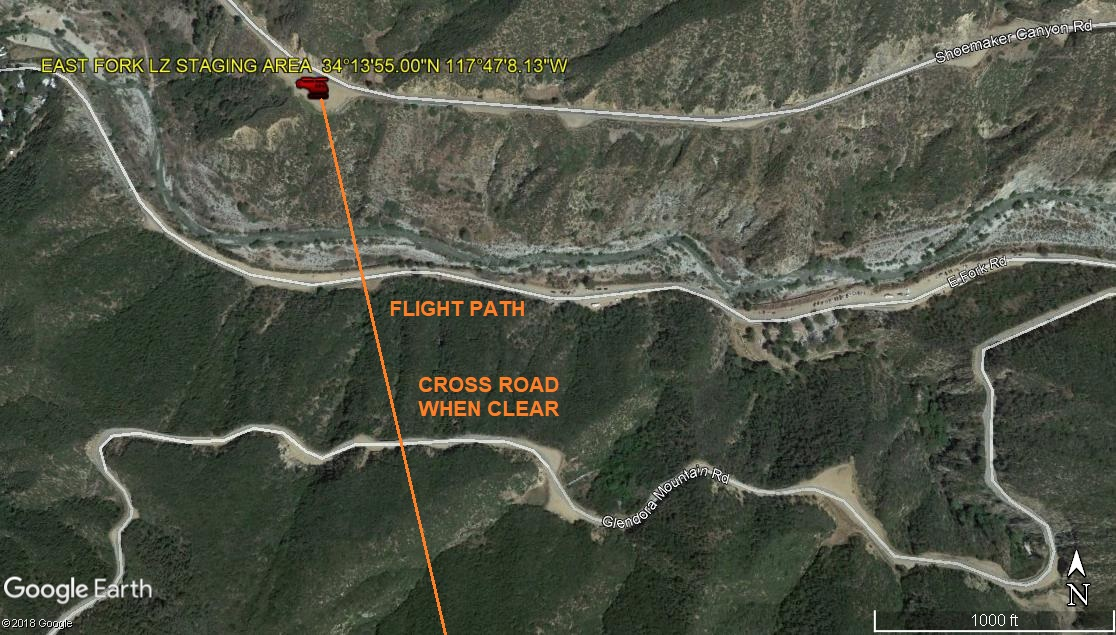 Shoemaker Canyon Rd
EAST FORK LZ STAGING AREA 34°13'55.00"N 117°47'8.13"W
E Fork Rd
FLIGHT PATH
CROSS ROAD
WHEN CLEAR
Glendora Mountain Rd
Google Earth
N
©2018 Google
1000 ft